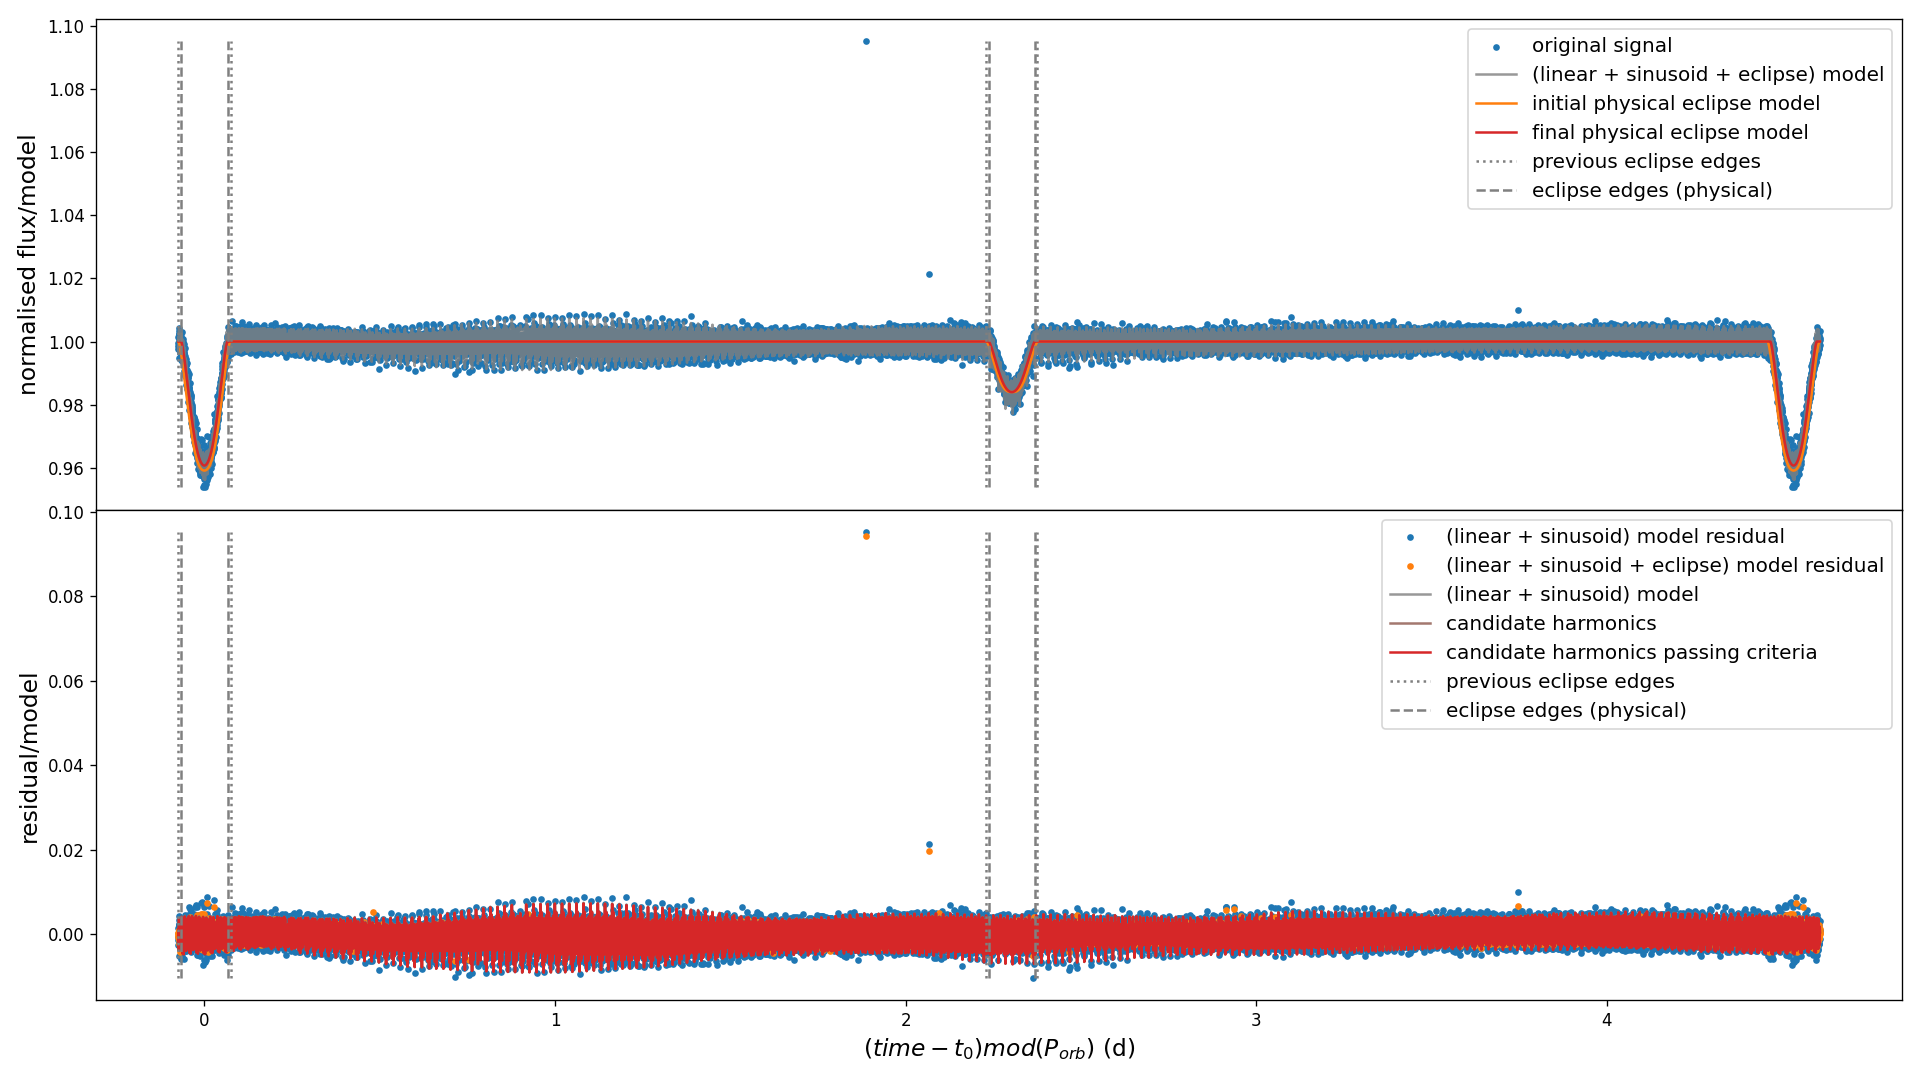 1.10
1.08
1.06
1.04
1.02
1.00
0.98
0.96
normalised flux/model
original signal
(linear + sinusoid + eclipse) model
initial physical eclipse model
final physical eclipse model
previous eclipse edges
eclipse edges (physical)
0.10
0.08
0.06
0.04
0.02
0.00
residual/model
(linear + sinusoid) model residual
(linear + sinusoid + eclipse) model residual
(linear + sinusoid) model
candidate harmonics
candidate harmonics passing criteria
previous eclipse edges
eclipse edges (physical)
0 1 2 3 4
(time − t₀)mod(P_orb) (d)